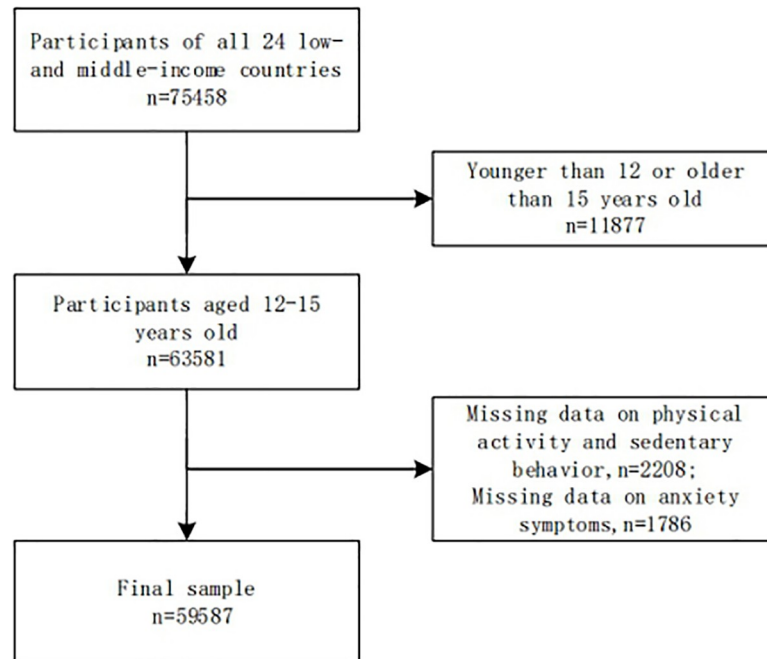 Participants of all 24 low-
and middle-income countries
n=75458
Younger than 12 or older
than 15 years old
n=11877
Participants aged 12-15
years old
n=63581
Missing data on physical
activity and sedentary
behavior,n=2208;
Missing data on anxiety
symptoms,n=1786
Final sample
n=59587